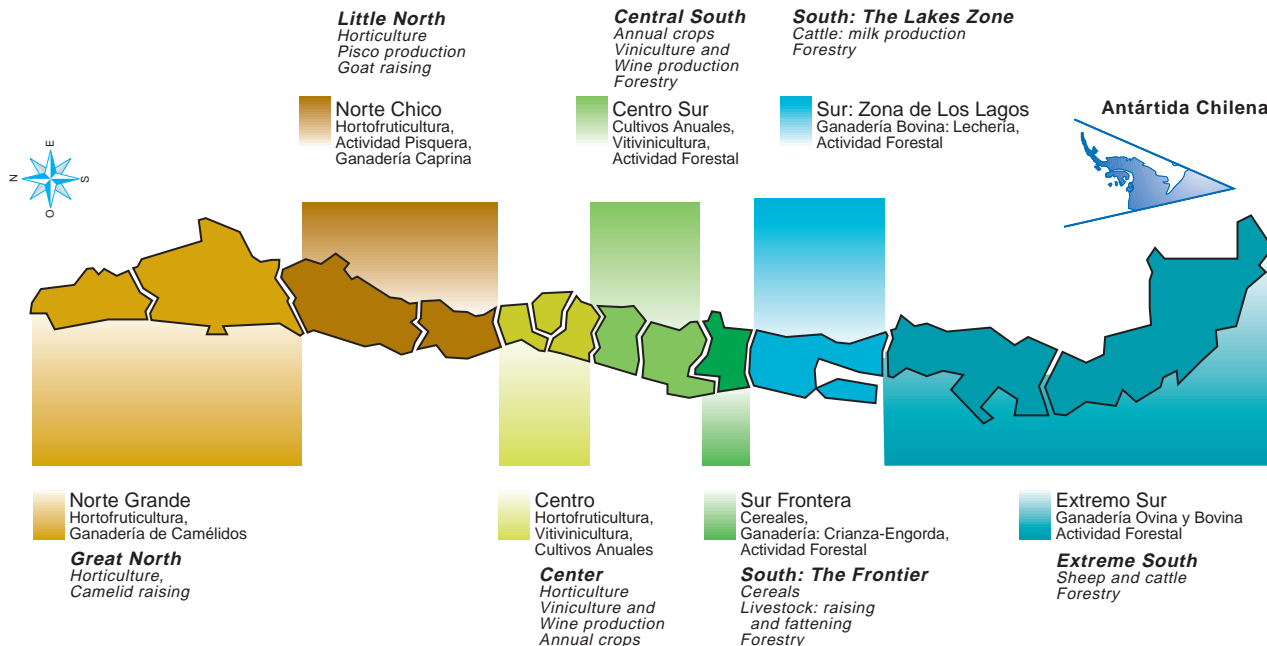 Little North
Horticulture
Pisco production
Goat raising
Central South
Annual crops
Viniculture and
Wine production
Forestry
South: The Lakes Zone
Cattle: milk production
Forestry
Norte Chico
Hortofruticultura,
Actividad Pisquera,
Ganadería Caprina
Centro Sur
Cultivos Anuales,
Vitivinicultura,
Actividad Forestal
Sur: Zona de Los Lagos
Ganadería Bovina: Lechería,
Actividad Forestal
Antártida Chilena
E
N
S
O
Norte Grande
Hortofruticultura,
Ganadería de Camélidos
Great North
Horticulture,
Camelid raising
Centro
Hortofruticultura,
Vitivinicultura,
Cultivos Anuales
Center
Horticulture
Viniculture and
Wine production
Annual crops
Sur Frontera
Cereales,
Ganadería: Crianza-Engorda,
Actividad Forestal
South: The Frontier
Cereals
Livestock: raising
and fattening
Forestry
Extremo Sur
Ganadería Ovina y Bovina
Actividad Forestal
Extreme South
Sheep and cattle
Forestry